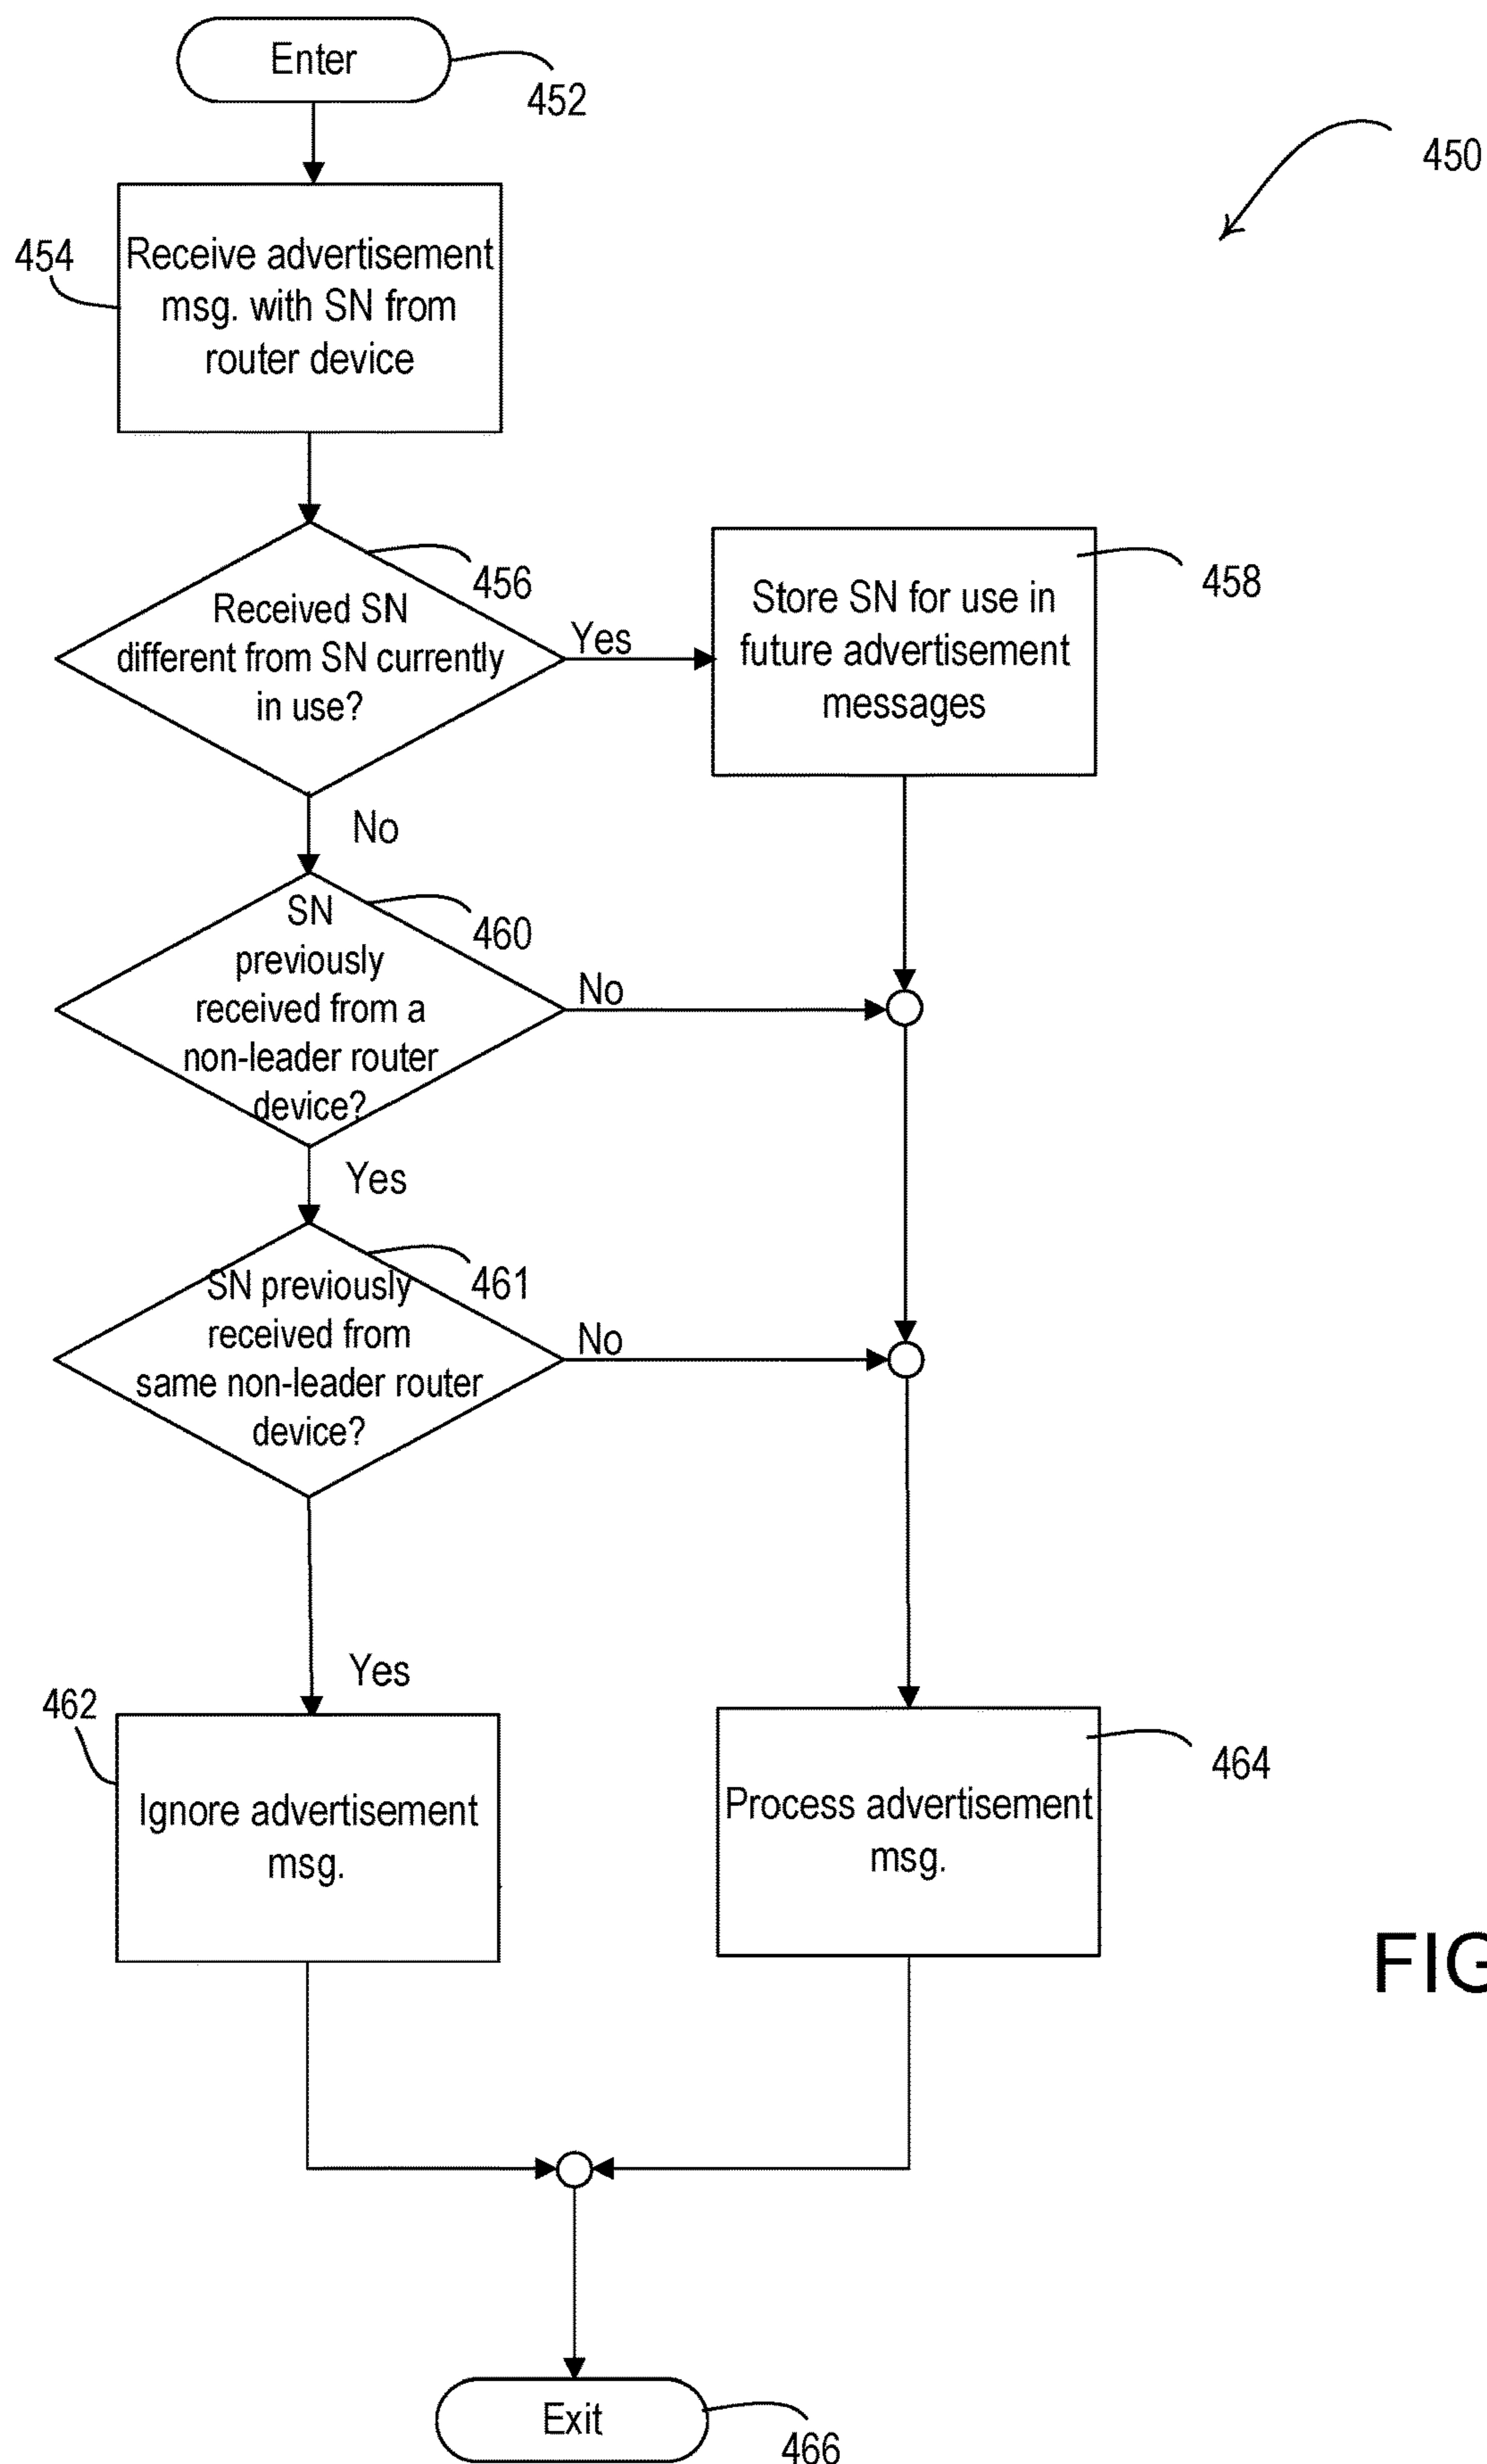 Enter
452
450
454
Receive advertisement
msg. with SN from
router device
456
Received SN
different from SN currently
in use?
Yes
458
Store SN for use in
future advertisement
messages
No
460
SN
previously
received from a
non-leader router
device?
No
Yes
461
SN previously
received from
same non-leader router
device?
No
Yes
462
Ignore advertisement
msg.
464
Process advertisement
msg.
FIG
Exit
466